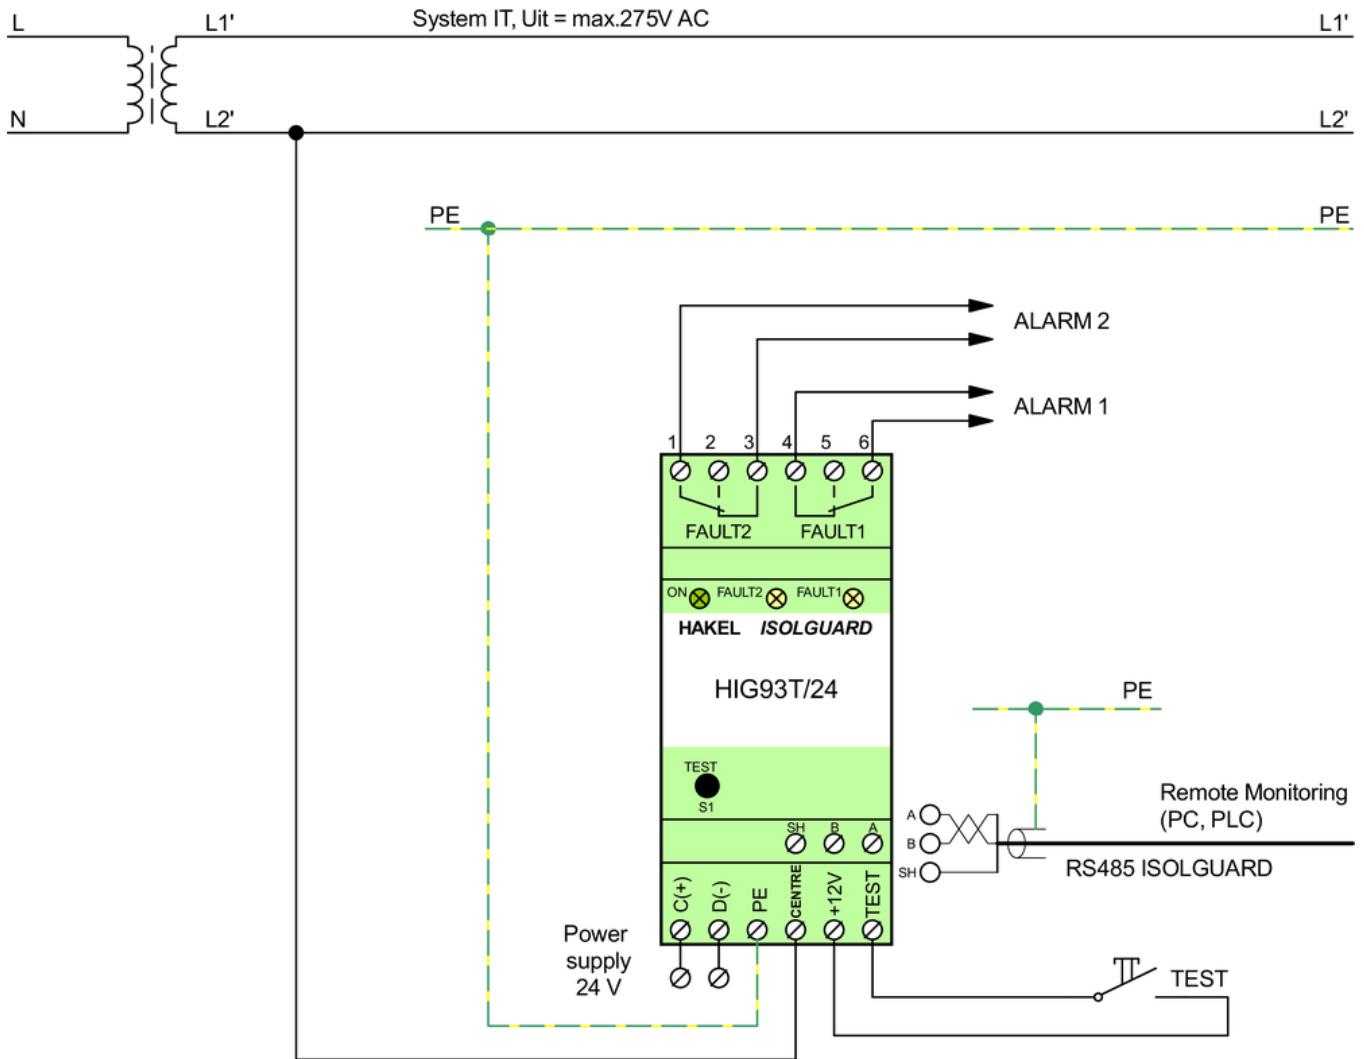 L
L1'
System IT, Uit = max.275V AC
L1'
N
L2'
L2'
PE
PE
ALARM 2
ALARM 1
1 2 3 4 5 6
FAULT2 FAULT1
ON FAULT2 FAULT1
HAKEL ISOLGUARD
HIG93T/24
PE
TEST
S1
Remote Monitoring
(PC, PLC)
RS485 ISOLGUARD
A
B
SH
SH B A
C(+) D(-) PE CENTRE +12V TEST
Power
supply
24 V
TEST